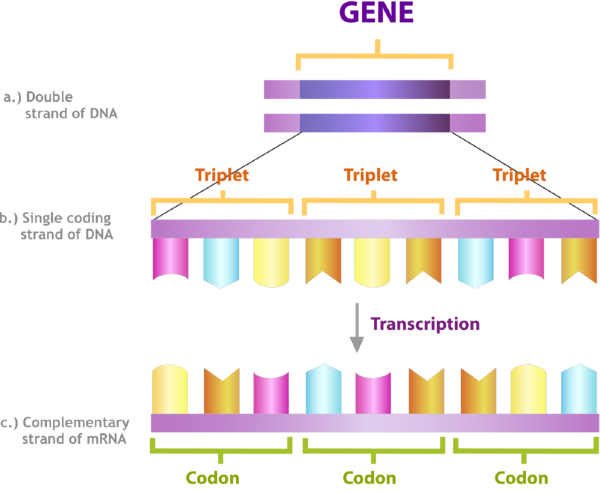 GENE
a.) Double
strand of DNA
Triplet Triplet Triplet
b.) Single coding
strand of DNA
Transcription
c.) Complementary
strand of mRNA
Codon Codon Codon